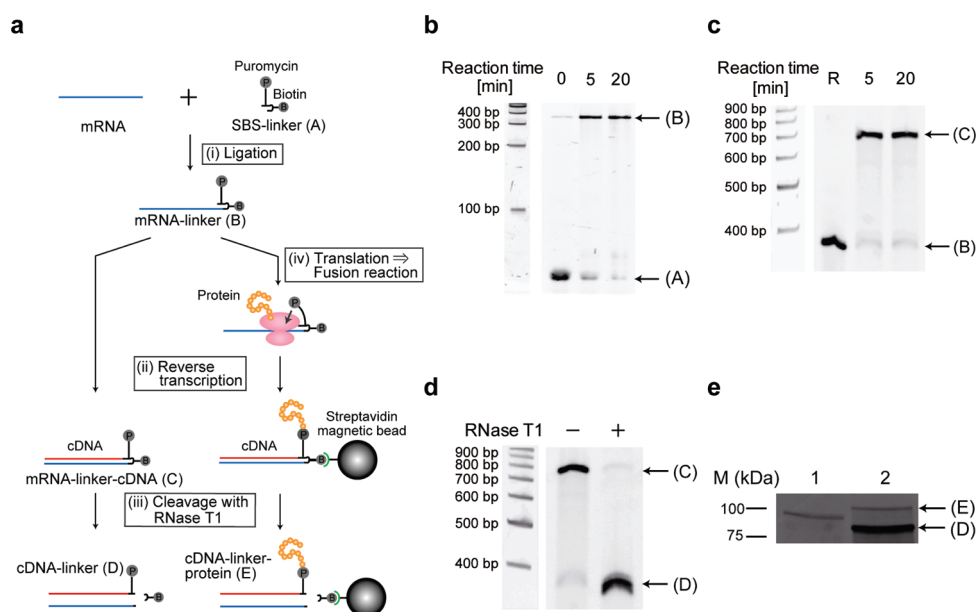 a
Puromycin
P
Biotin
B
+
mRNA
SBS-linker (A)
(i) Ligation
P
B
mRNA-linker (B)
(iv) Translation ⇒
Fusion reaction
Protein
P
B
(ii) Reverse
transcription
Streptavidin
magnetic bead
cDNA
P
B
cDNA
P
B
mRNA-linker-cDNA (C)
(iii) Cleavage with
RNase T1
cDNA-linker (D)
P
B
cDNA-linker-
protein (E)
P
B
b
Reaction time
[min]
0 5 20
400 bp
300 bp
200 bp
100 bp
(B)
(A)
c
Reaction time
[min]
R 5 20
900 bp
800 bp
700 bp
600 bp
500 bp
400 bp
(C)
(B)
d
RNase T1 − +
900 bp
800 bp
700 bp
600 bp
500 bp
400 bp
(C)
(D)
e
M (kDa) 1 2
100
75
(E)
(D)